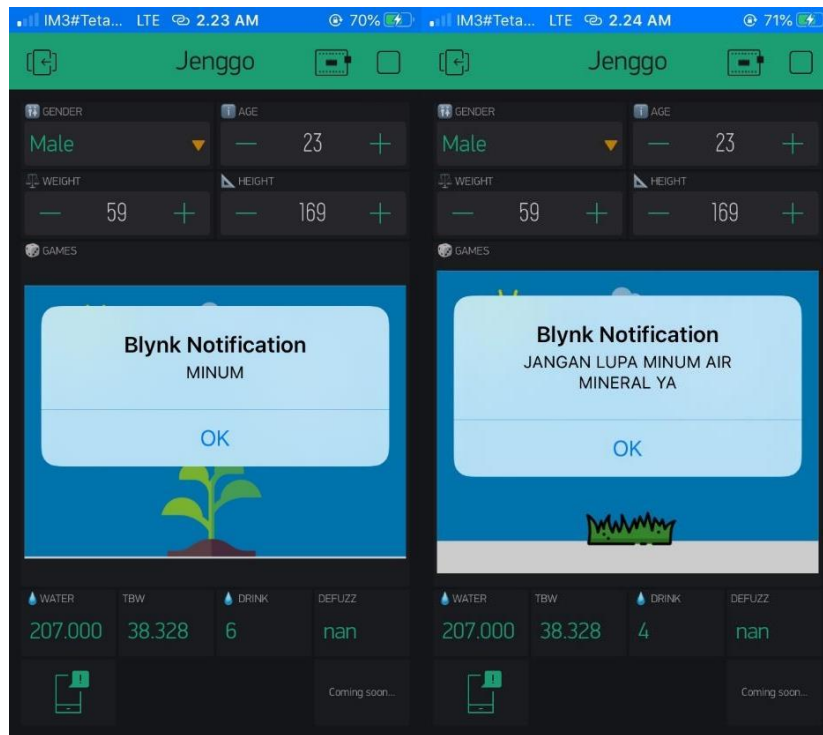 IM3#Teta... LTE 2.23 AM 70%
Jenggo
GENDER AGE
Male 23
WEIGHT HEIGHT
59 169
GAMES
Blynk Notification
MINUM
OK
WATER TBW DRINK DEFUZZ
207.000 38.328 6 nan
Coming soon...
IM3#Teta... LTE 2.24 AM 71%
Jenggo
GENDER AGE
Male 23
WEIGHT HEIGHT
59 169
GAMES
Blynk Notification
JANGAN LUPA MINUM AIR
MINERAL YA
OK
WATER TBW DRINK DEFUZZ
207.000 38.328 4 nan
Coming soon...